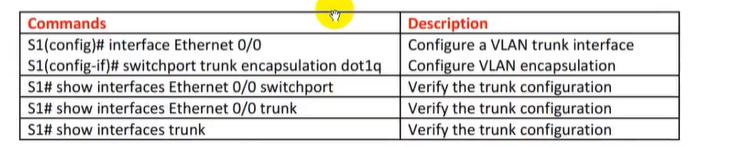 Commands Description
S1(config)# interface Ethernet 0/0 Configure a VLAN trunk interface
S1(config-if)# switchport trunk encapsulation dot1q Configure VLAN encapsulation
S1# show interfaces Ethernet 0/0 switchport Verify the trunk configuration
S1# show interfaces Ethernet 0/0 trunk Verify the trunk configuration
S1# show interfaces trunk Verify the trunk configuration